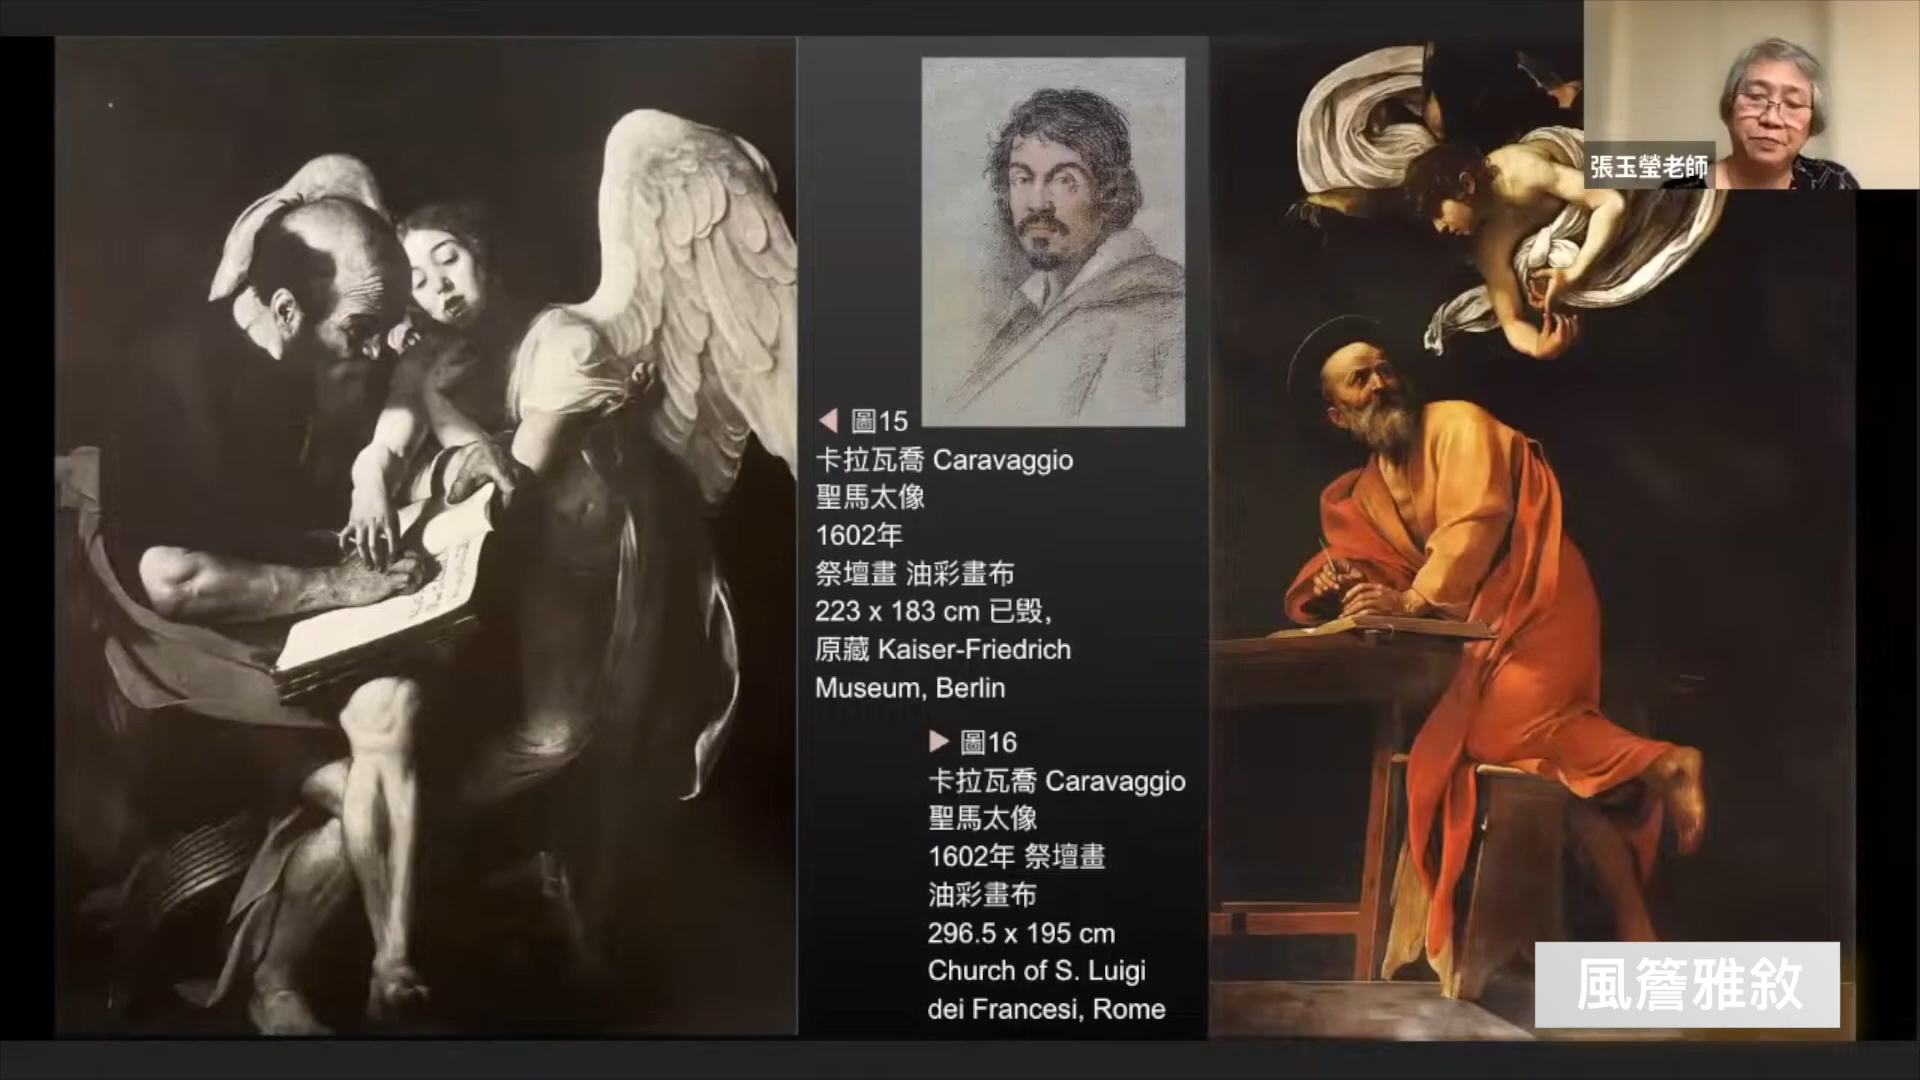 張玉瑩老師
◀ 圖15
卡拉瓦喬 Caravaggio
聖馬太像
1602年
祭壇畫 油彩畫布
223 x 183 cm 已毀,
原藏 Kaiser-Friedrich
Museum, Berlin
▶ 圖16
卡拉瓦喬 Caravaggio
聖馬太像
1602年 祭壇畫
油彩畫布
296.5 x 195 cm
Church of S. Luigi
dei Francesi, Rome
風簷雅敘